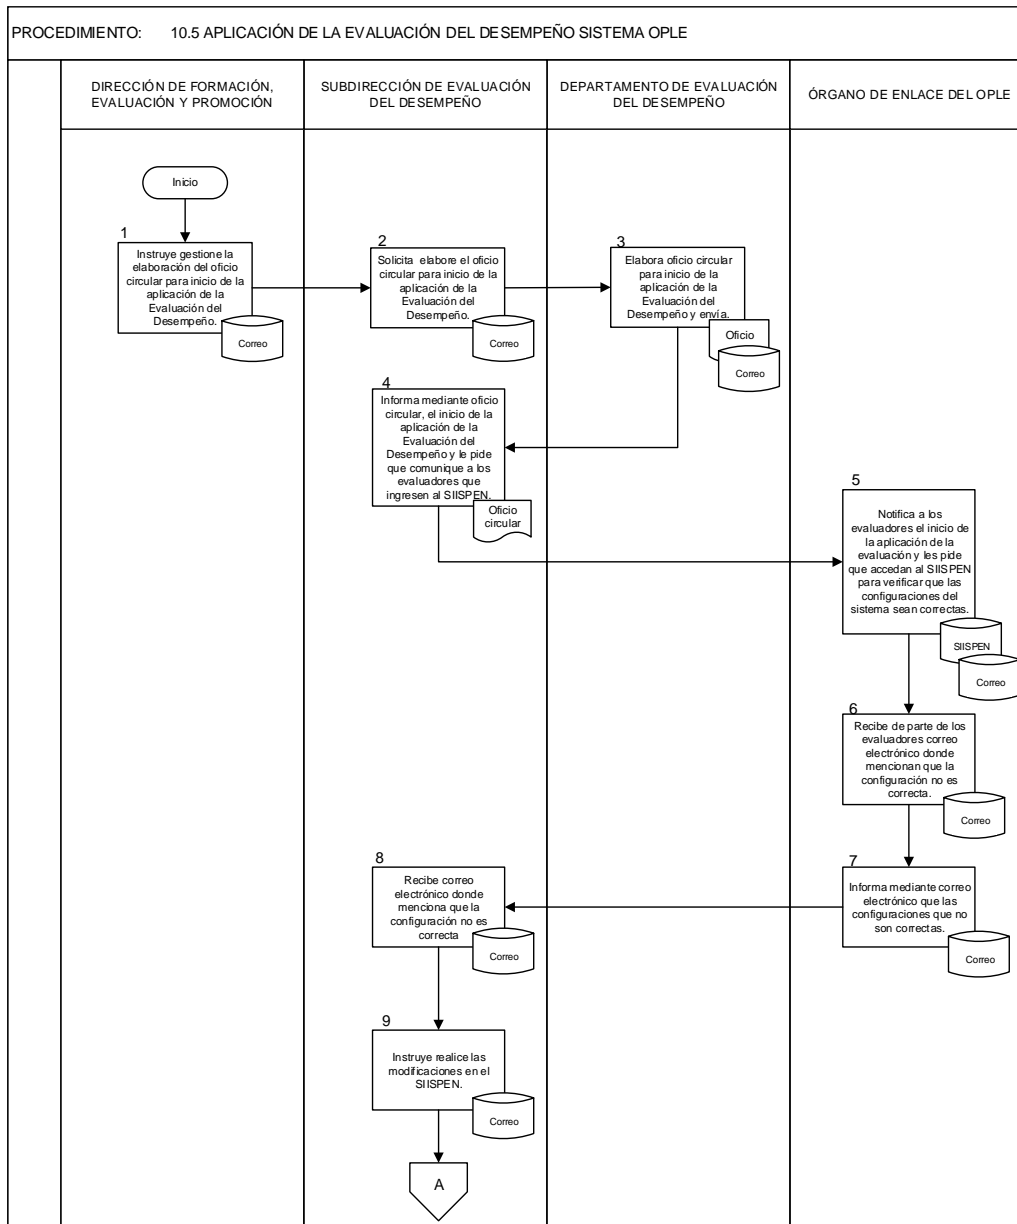 PROCEDIMIENTO: 10.5 APLICACIÓN DE LA EVALUACIÓN DEL DESEMPEÑO SISTEMA OPLE
DIRECCIÓN DE FORMACIÓN,
EVALUACIÓN Y PROMOCIÓN
SUBDIRECCIÓN DE EVALUACIÓN
DEL DESEMPEÑO
DEPARTAMENTO DE EVALUACIÓN
DEL DESEMPEÑO
ÓRGANO DE ENLACE DEL OPLE
Inicio
1
Instruye gestione la
elaboración del oficio
circular para inicio de la
aplicación de la
Evaluación del
Desempeño.
Correo
2
Solicita elabore el oficio
circular para inicio de la
aplicación de la
Evaluación del
Desempeño.
Correo
3
Elabora oficio circular
para inicio de la
aplicación de la
Evaluación del
Desempeño y envía.
Oficio
Correo
4
Informa mediante oficio
circular, el inicio de la
aplicación de la
Evaluación del
Desempeño y le pide
que comunique a los
evaluadores que
ingresen al SIISPEN.
Oficio
circular
5
Notifica a los
evaluadores el inicio de
la aplicación de la
evaluación y les pide
que accedan al SIISPEN
para verificar que las
configuraciones del
sistema sean correctas.
SIISPEN
Correo
6
Recibe de parte de los
evaluadores correo
electrónico donde
mencionan que la
configuración no es
correcta.
Correo
7
Informa mediante correo
electrónico que las
configuraciones que no
son correctas.
Correo
8
Recibe correo
electrónico donde
menciona que la
configuración no es
correcta
Correo
9
Instruye realice las
modificaciones en el
SIISPEN.
Correo
A